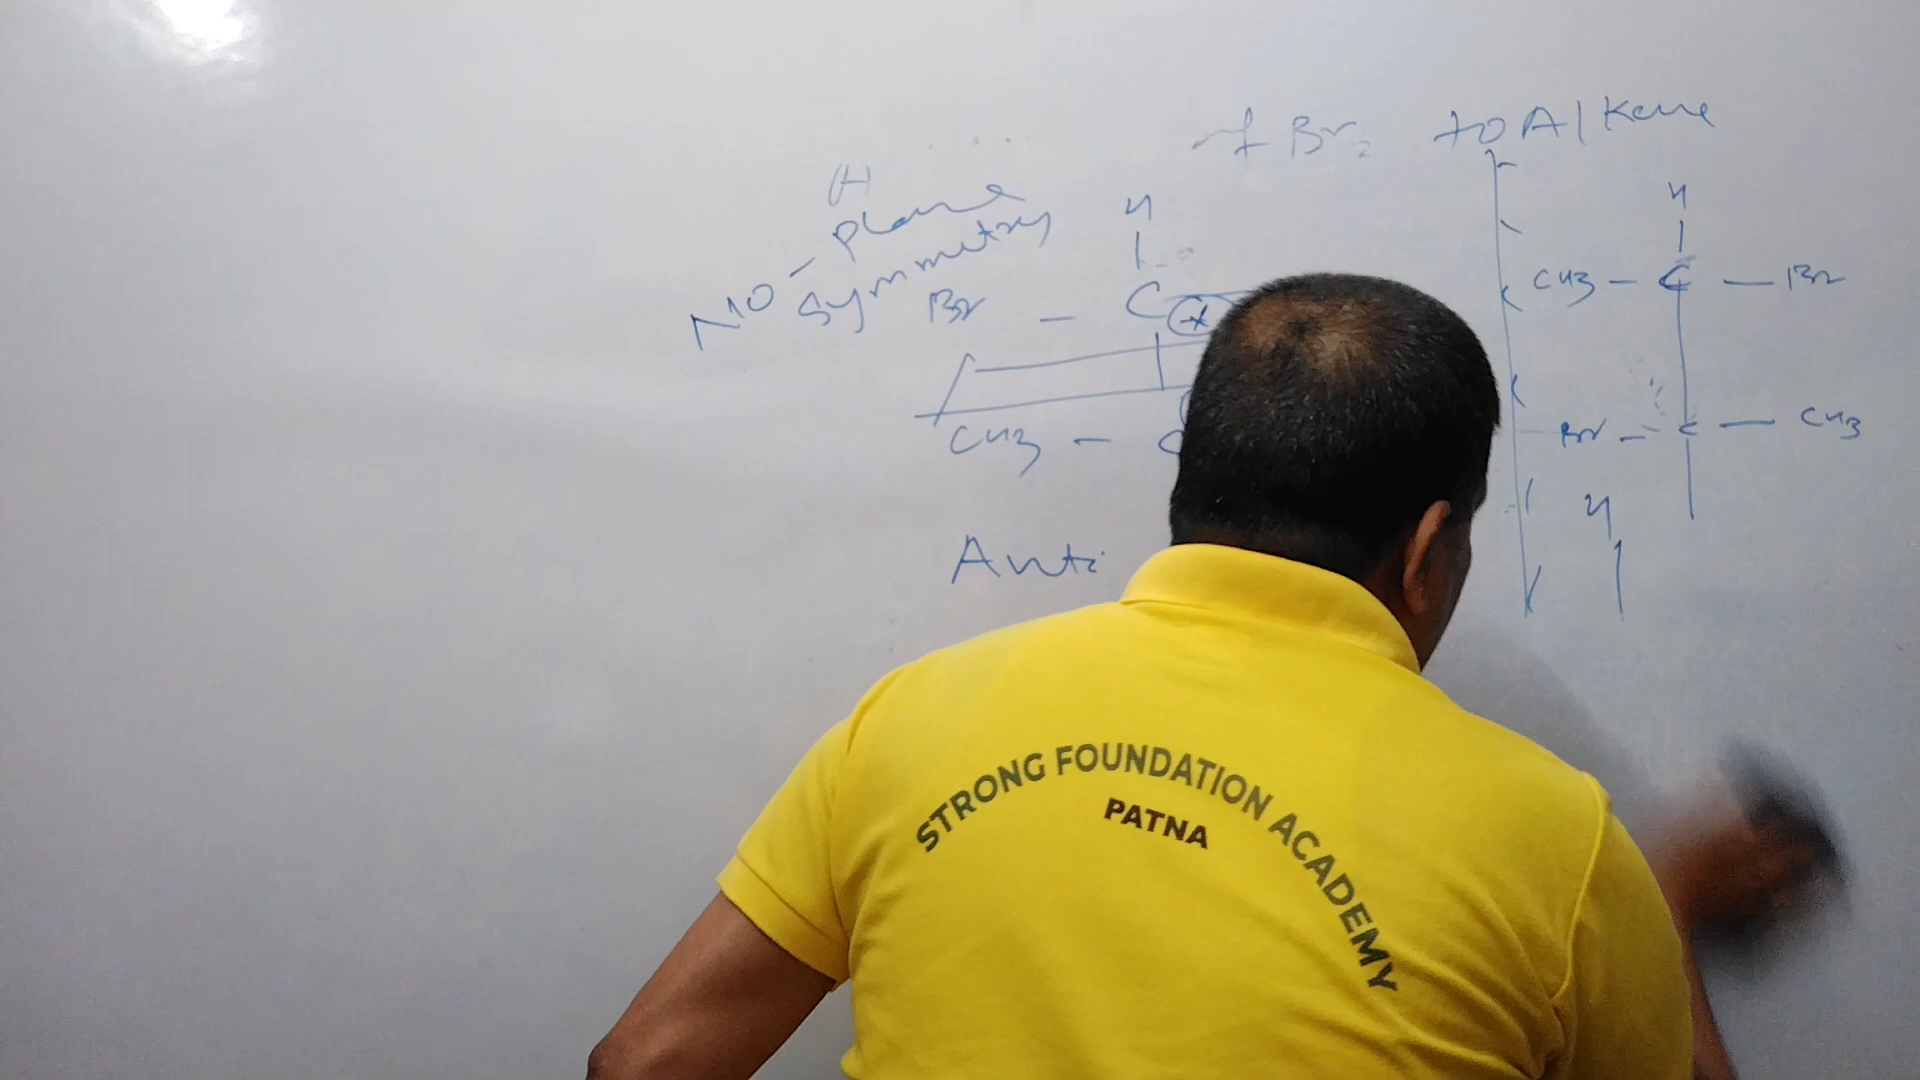 of Br2 to Alkene
H
NO - plane
symmetry
H
Br - C +
CH3 - C
Anti
H
CH3 - C - Br
Br - C - CH3
H
STRONG FOUNDATION ACADEMY
PATNA